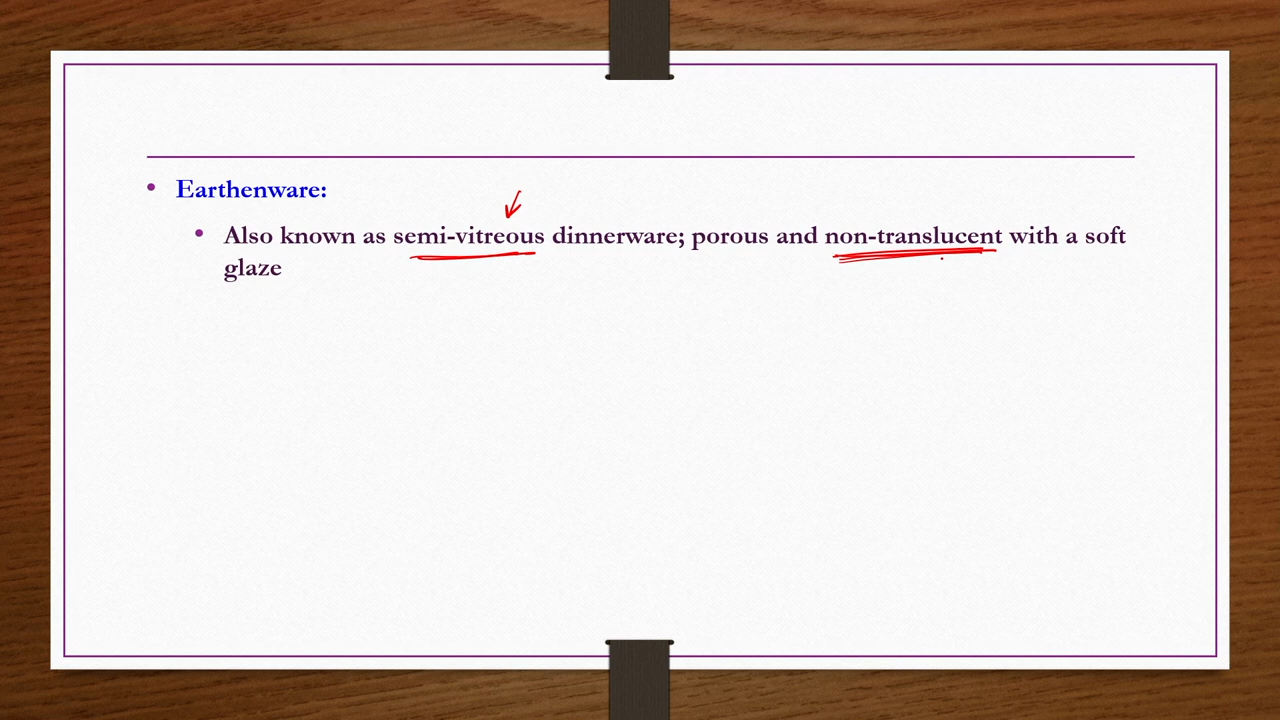 Earthenware:
Also known as semi-vitreous dinnerware; porous and non-translucent with a soft
glaze